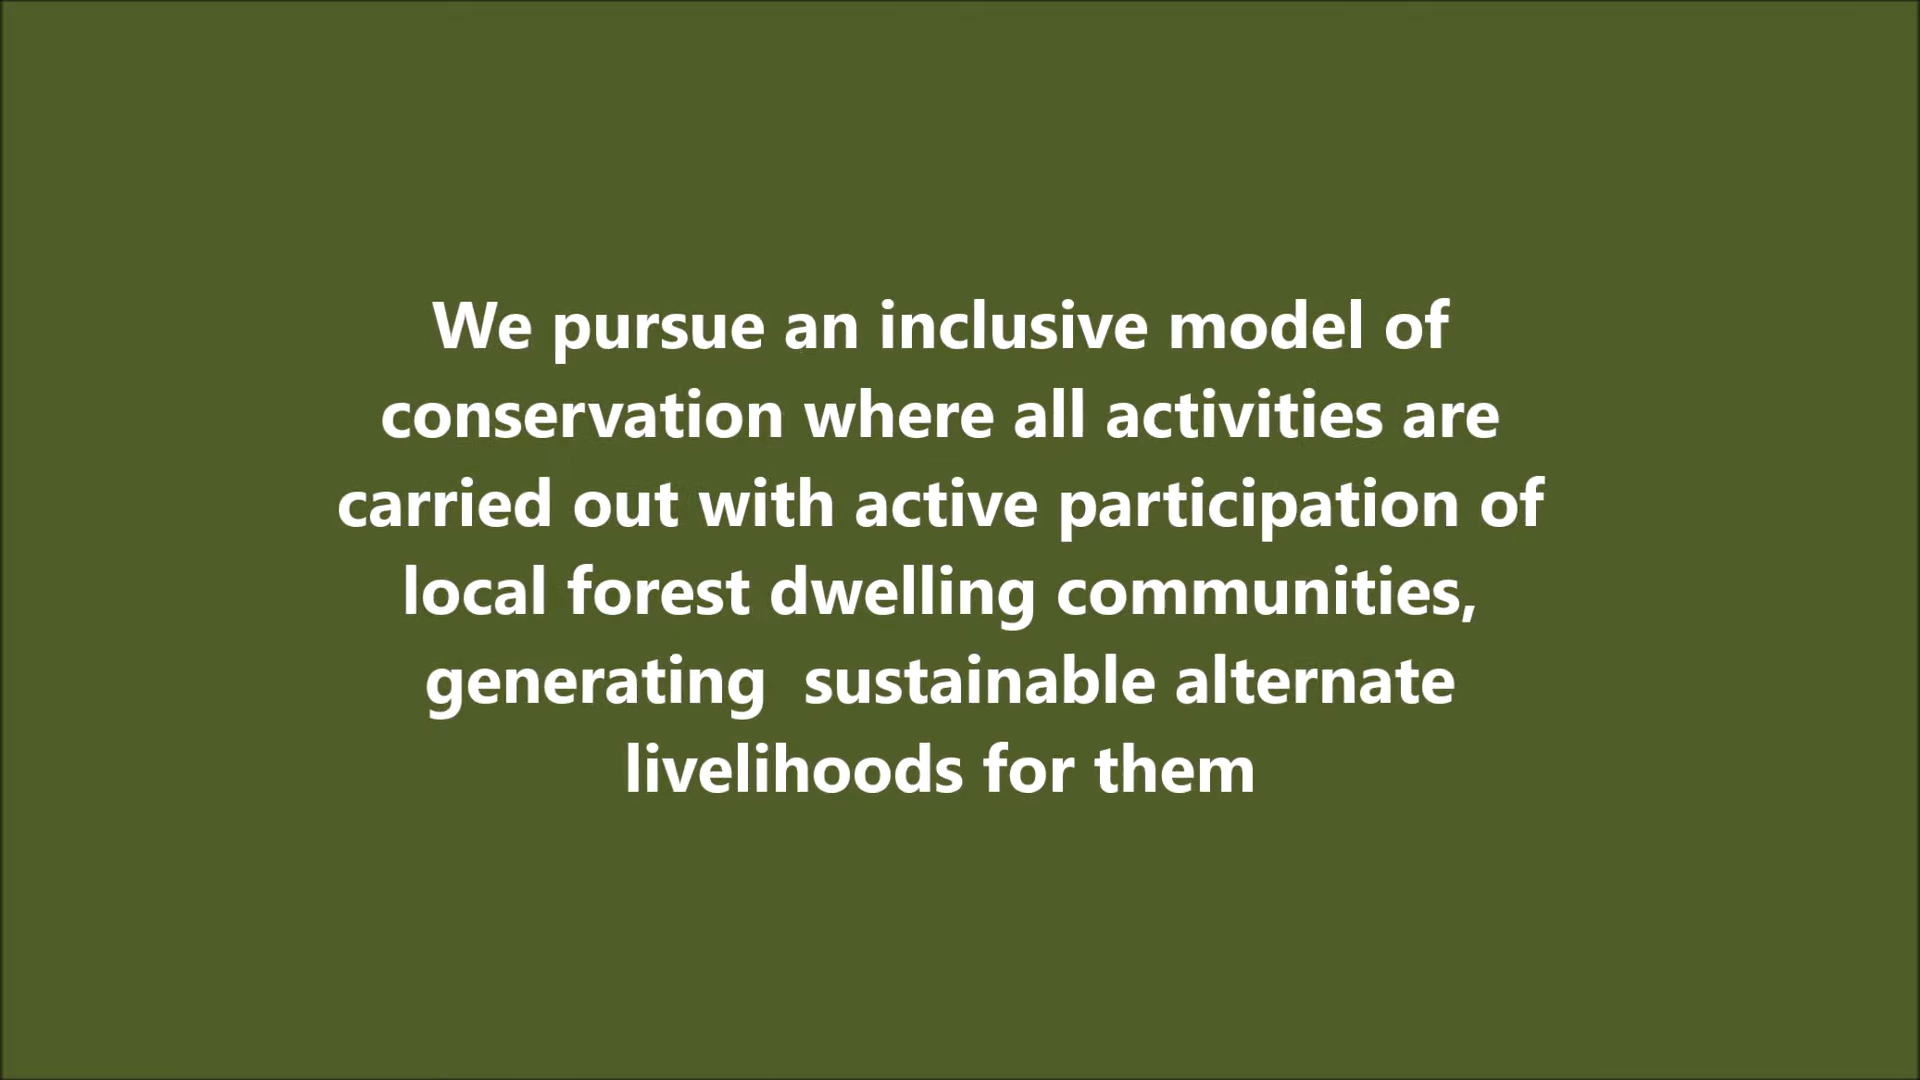 We pursue an inclusive model of
conservation where all activities are
carried out with active participation of
local forest dwelling communities,
generating  sustainable alternate
livelihoods for them